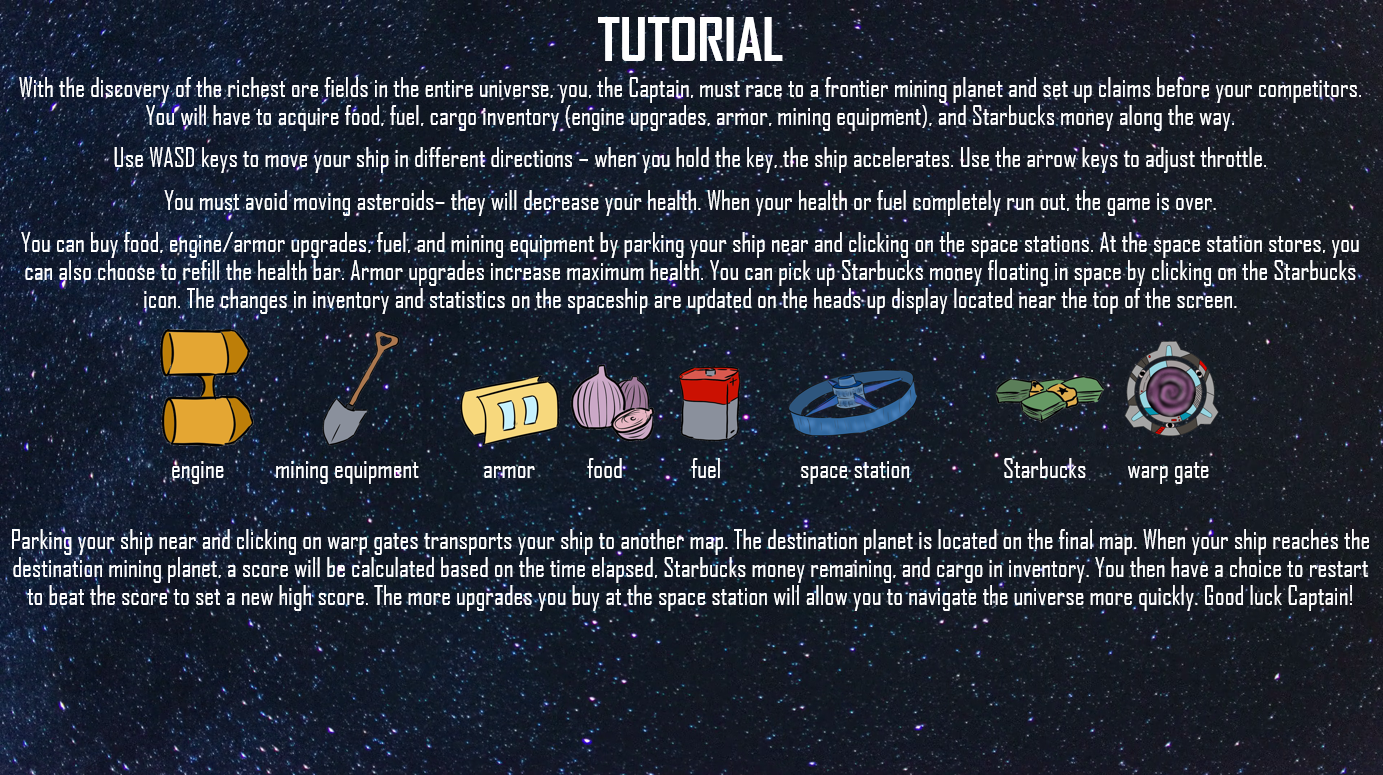 TUTORIAL
With the discovery of the richest ore fields in the entire universe, you, the Captain, must race to a frontier mining planet and set up claims before your competitors.
You will have to acquire food, fuel, cargo inventory (engine upgrades, armor, mining equipment), and Starbucks money along the way.
Use WASD keys to move your ship in different directions – when you hold the key, the ship accelerates. Use the arrow keys to adjust throttle.
You must avoid moving asteroids– they will decrease your health. When your health or fuel completely run out, the game is over.
You can buy food, engine/armor upgrades, fuel, and mining equipment by parking your ship near and clicking on the space stations. At the space station stores, you
can also choose to refill the health bar. Armor upgrades increase maximum health. You can pick up Starbucks money floating in space by clicking on the Starbucks
icon. The changes in inventory and statistics on the spaceship are updated on the heads up display located near the top of the screen.
engine mining equipment armor food fuel space station Starbucks warp gate
Parking your ship near and clicking on warp gates transports your ship to another map. The destination planet is located on the final map. When your ship reaches the
destination mining planet, a score will be calculated based on the time elapsed, Starbucks money remaining, and cargo in inventory. You then have a choice to restart
to beat the score to set a new high score. The more upgrades you buy at the space station will allow you to navigate the universe more quickly. Good luck Captain!